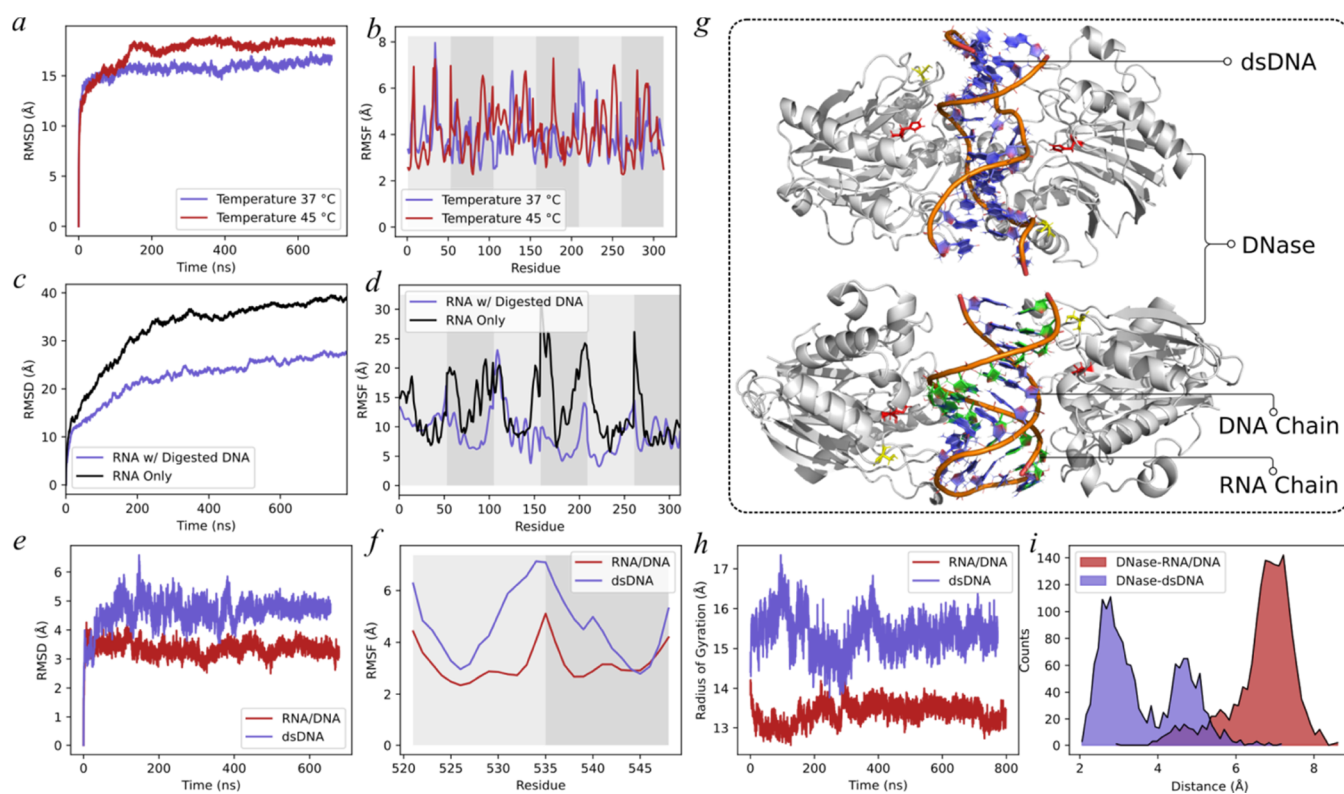 a
RMSD (Å)
15
10
5
0
Temperature 37 °C
Temperature 45 °C
0 200 400 600
Time (ns)
b
RMSF (Å)
8
6
4
2
0
Temperature 37 °C
Temperature 45 °C
0 50 100 150 200 250 300
Residue
c
RMSD (Å)
40
30
20
10
0
RNA w/ Digested DNA
RNA Only
0 200 400 600
Time (ns)
d
RMSF (Å)
30
25
20
15
10
5
0
RNA w/ Digested DNA
RNA Only
0 50 100 150 200 250 300
Residue
g
dsDNA
DNase
DNA Chain
RNA Chain
e
RMSD (Å)
6
5
4
3
2
1
0
RNA/DNA
dsDNA
0 200 400 600
Time (ns)
f
RMSF (Å)
6
4
2
0
RNA/DNA
dsDNA
520 525 530 535 540 545
Residue
h
Radius of Gyration (Å)
18
17
16
15
14
13
RNA/DNA
dsDNA
0 200 400 600 800
Time (ns)
i
Counts
140
120
100
80
60
40
20
0
DNase-RNA/DNA
DNase-dsDNA
2 4 6 8
Distance (Å)